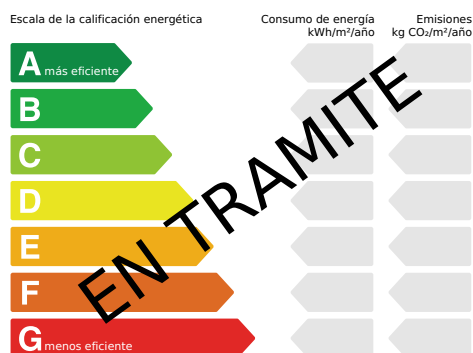 Escala de la calificación energética
Consumo de energía
kWh/m²/año
Emisiones
kg CO₂/m²/año
A más eficiente
B
C
D
E
F
G menos eficiente
EN TRAMITE